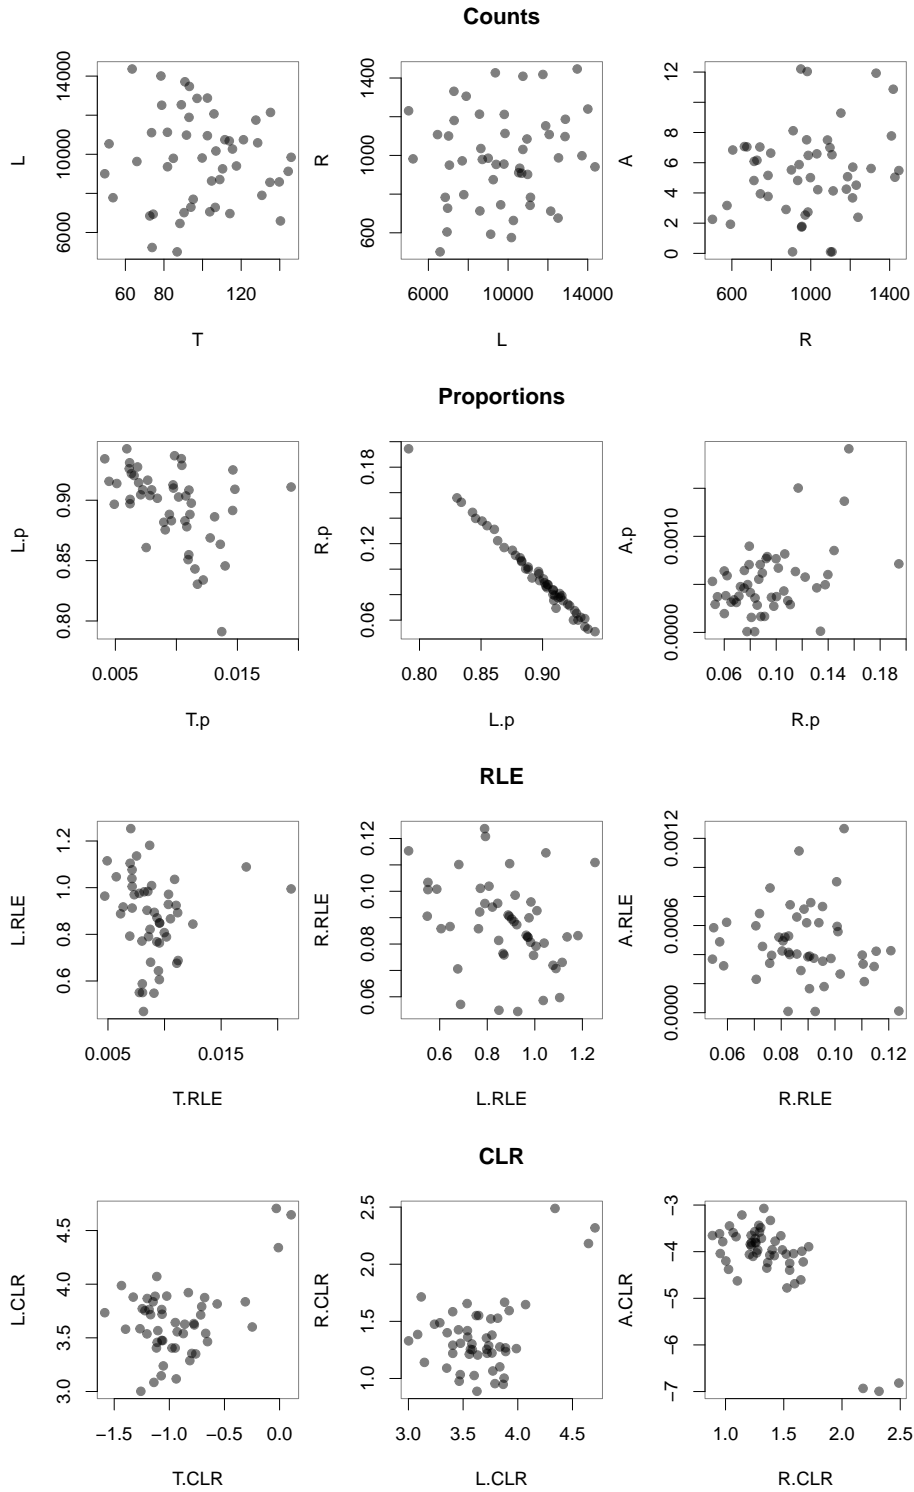 Counts
L
6000 10000 14000
60 80 120
T
R
600 1000 1400
6000 10000 14000
L
A
0 2 4 6 8 12
600 1000 1400
R
Proportions
L.p
0.80 0.85 0.90
0.005 0.015
T.p
R.p
0.06 0.12 0.18
0.80 0.85 0.90
L.p
A.p
0.0000 0.0010
0.06 0.10 0.14 0.18
R.p
RLE
L.RLE
0.6 0.8 1.0 1.2
0.005 0.015
T.RLE
R.RLE
0.06 0.08 0.10 0.12
0.6 0.8 1.0 1.2
L.RLE
A.RLE
0.0000 0.0006 0.0012
0.06 0.08 0.10 0.12
R.RLE
CLR
L.CLR
3.0 3.5 4.0 4.5
−1.5 −1.0 −0.5 0.0
T.CLR
R.CLR
1.0 1.5 2.0 2.5
3.0 3.5 4.0 4.5
L.CLR
A.CLR
−7 −6 −5 −4 −3
1.0 1.5 2.0 2.5
R.CLR